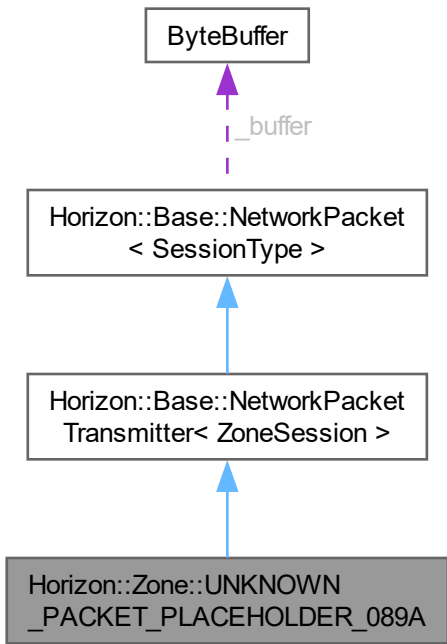 ByteBuffer
_buffer
Horizon::Base::NetworkPacket
< SessionType >
Horizon::Base::NetworkPacket
Transmitter< ZoneSession >
Horizon::Zone::UNKNOWN
_PACKET_PLACEHOLDER_089A